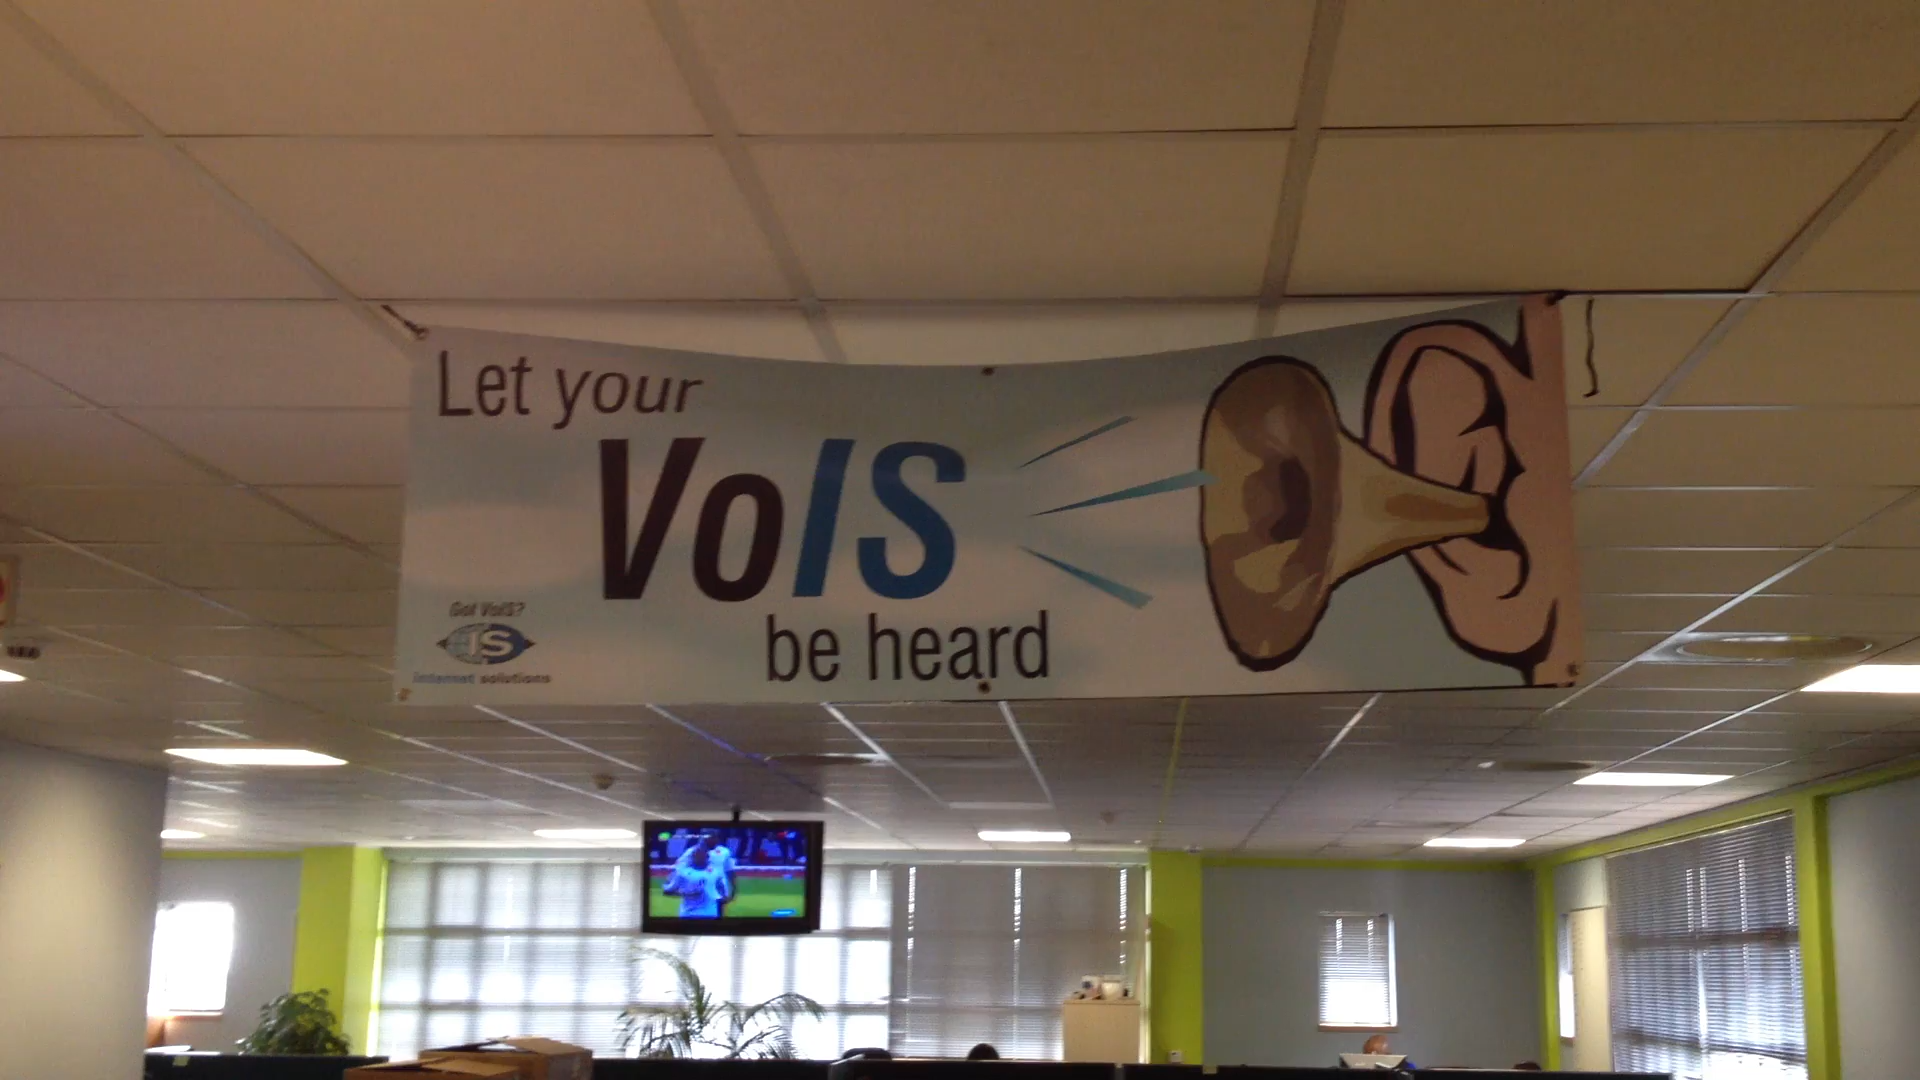 Let your
VoIS
be heard
Got VoIS?
IS
internet solutions